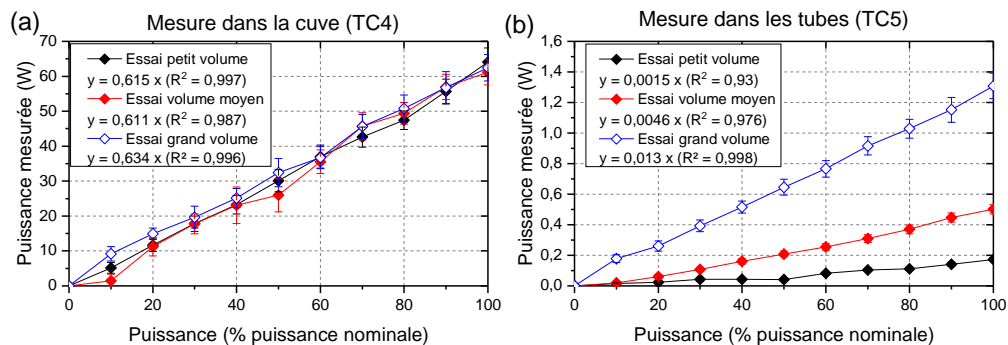 (a)
Mesure dans la cuve (TC4)
Puissance mesurée (W)
70
60
50
40
30
20
10
0
Essai petit volume
y = 0,615 x (R² = 0,997)
Essai volume moyen
y = 0,611 x (R² = 0,987)
Essai grand volume
y = 0,634 x (R² = 0,996)
0 20 40 60 80 100
Puissance (% puissance nominale)
(b)
Mesure dans les tubes (TC5)
Puissance mesurée (W)
1,6
1,4
1,2
1,0
0,8
0,6
0,4
0,2
0,0
Essai petit volume
y = 0,0015 x (R² = 0,93)
Essai volume moyen
y = 0,0046 x (R² = 0,976)
Essai grand volume
y = 0,013 x (R² = 0,998)
0 20 40 60 80 100
Puissance (% puissance nominale)